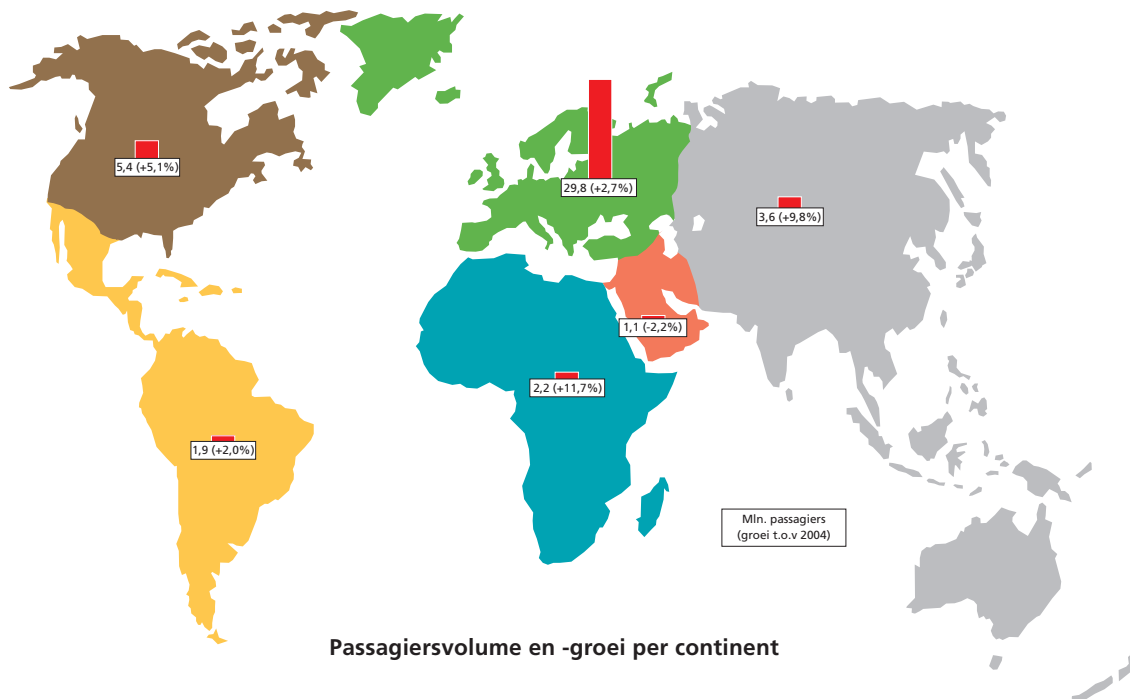 5,4 (+5,1%)
29,8 (+2,7%)
3,6 (+9,8%)
1,1 (-2,2%)
2,2 (+11,7%)
1,9 (+2,0%)
Mln. passagiers
(groei t.o.v 2004)
Passagiersvolume en -groei per continent